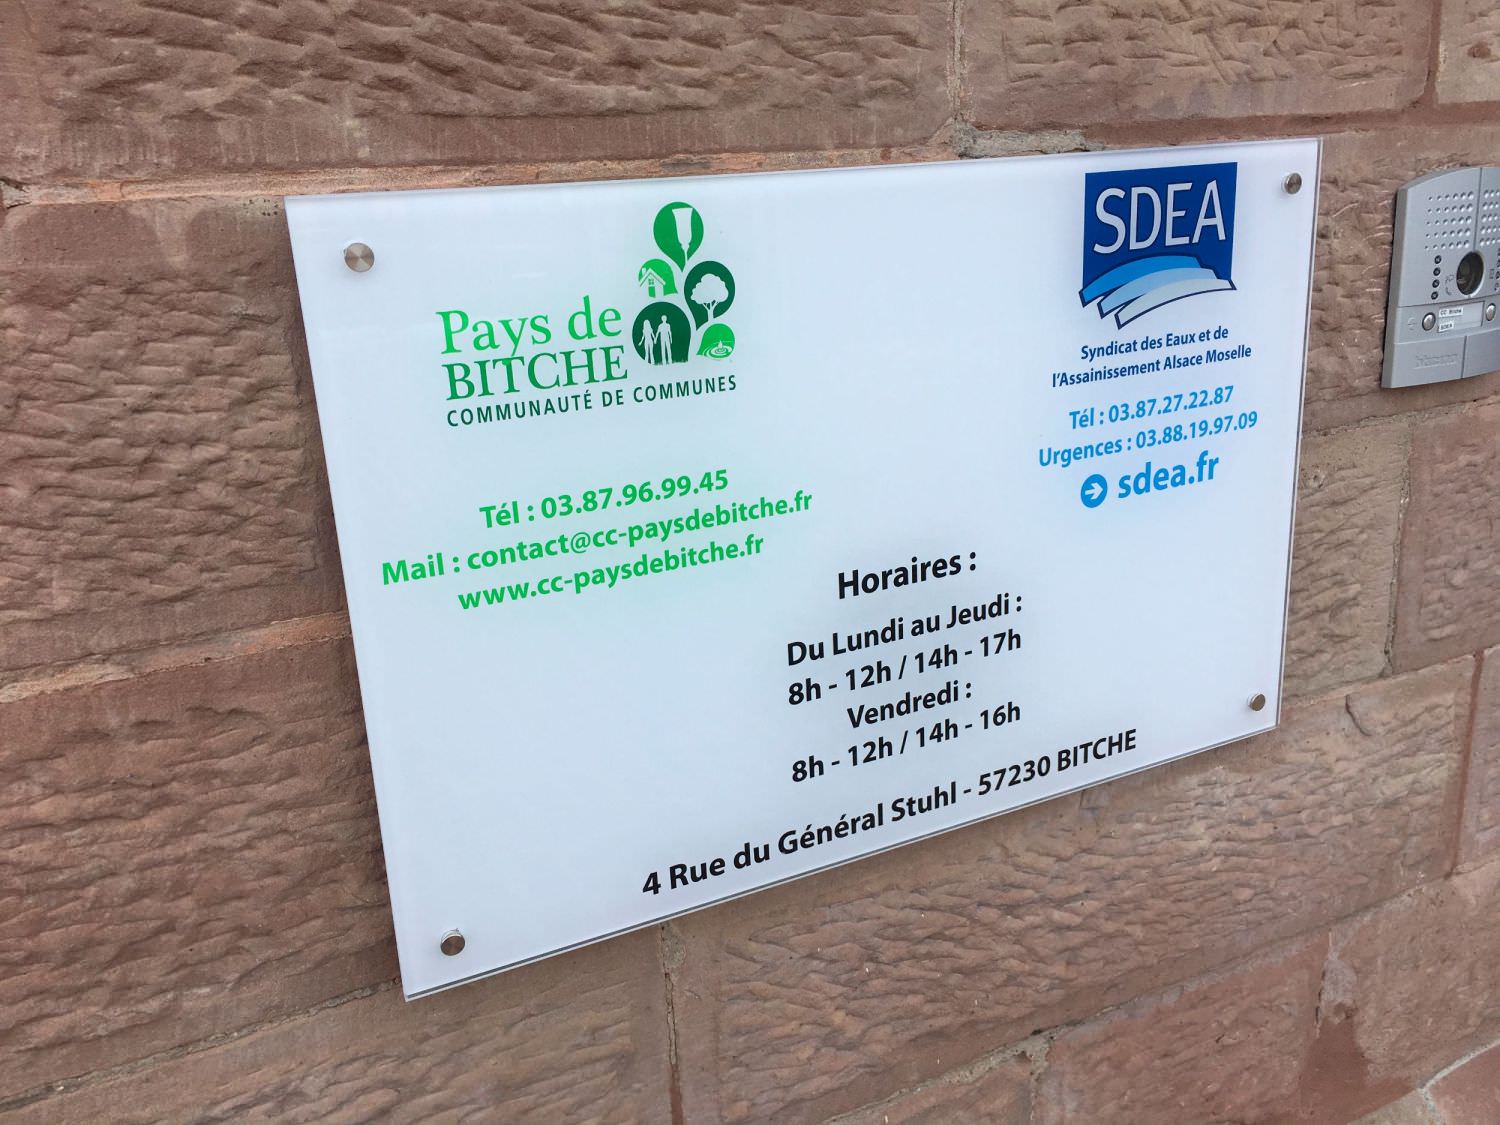 Pays de
BITCHE
COMMUNAUTÉ DE COMMUNES
Tél : 03.87.96.99.45
Mail : contact@cc-paysdebitche.fr
www.cc-paysdebitche.fr
SDEA
Syndicat des Eaux et de
l'Assainissement Alsace Moselle
Tél : 03.87.27.22.87
Urgences : 03.88.19.97.09
sdea.fr
Horaires :
Du Lundi au Jeudi :
8h - 12h / 14h - 17h
Vendredi :
8h - 12h / 14h - 16h
4 Rue du Général Stuhl - 57230 BITCHE
CC Bitche
SDEA